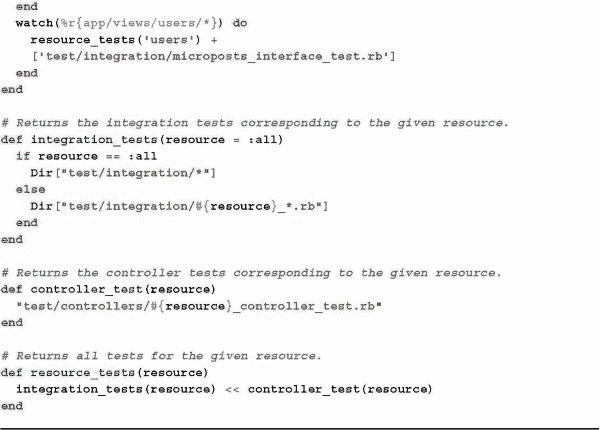 end
  watch(%r{app/views/users/*}) do
    resource_tests('users') +
    ['test/integration/microposts_interface_test.rb']
  end
end

# Returns the integration tests corresponding to the given resource.
def integration_tests(resource = :all)
  if resource == :all
    Dir["test/integration/*"]
  else
    Dir["test/integration/#{resource}_*.rb"]
  end
end

# Returns the controller tests corresponding to the given resource.
def controller_test(resource)
  "test/controllers/#{resource}_controller_test.rb"
end

# Returns all tests for the given resource.
def resource_tests(resource)
  integration_tests(resource) << controller_test(resource)
end